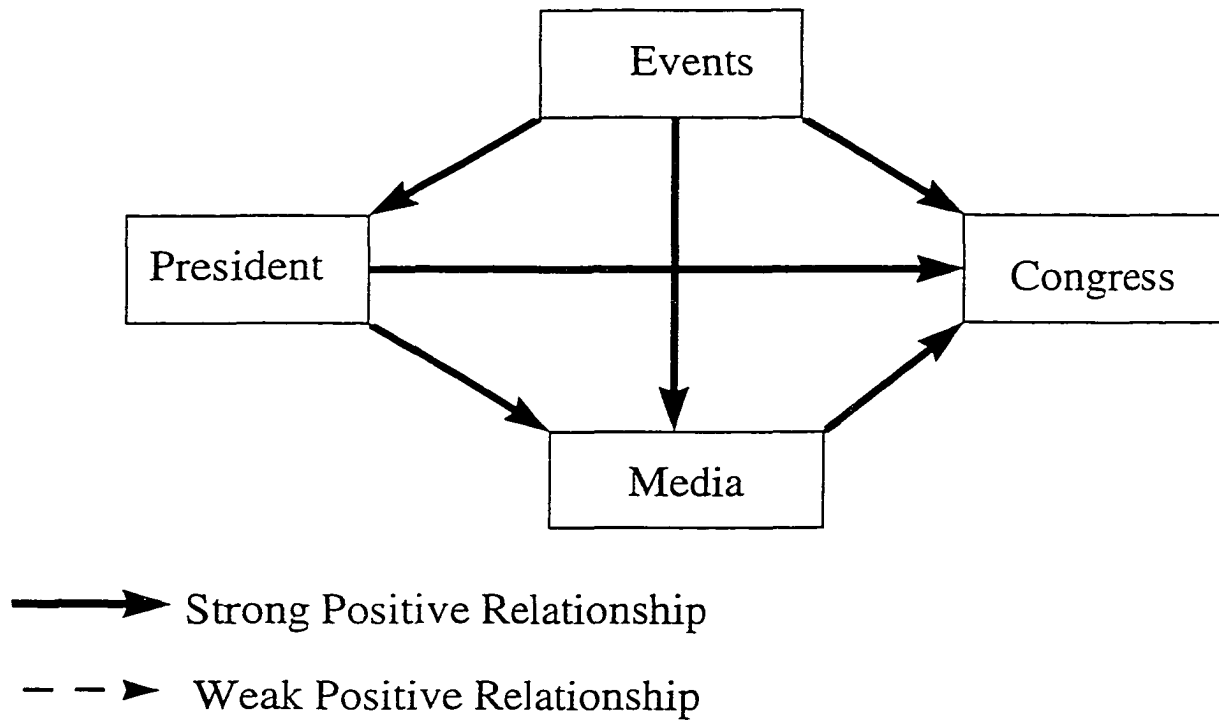 Events
President
Congress
Media
Strong Positive Relationship
Weak Positive Relationship